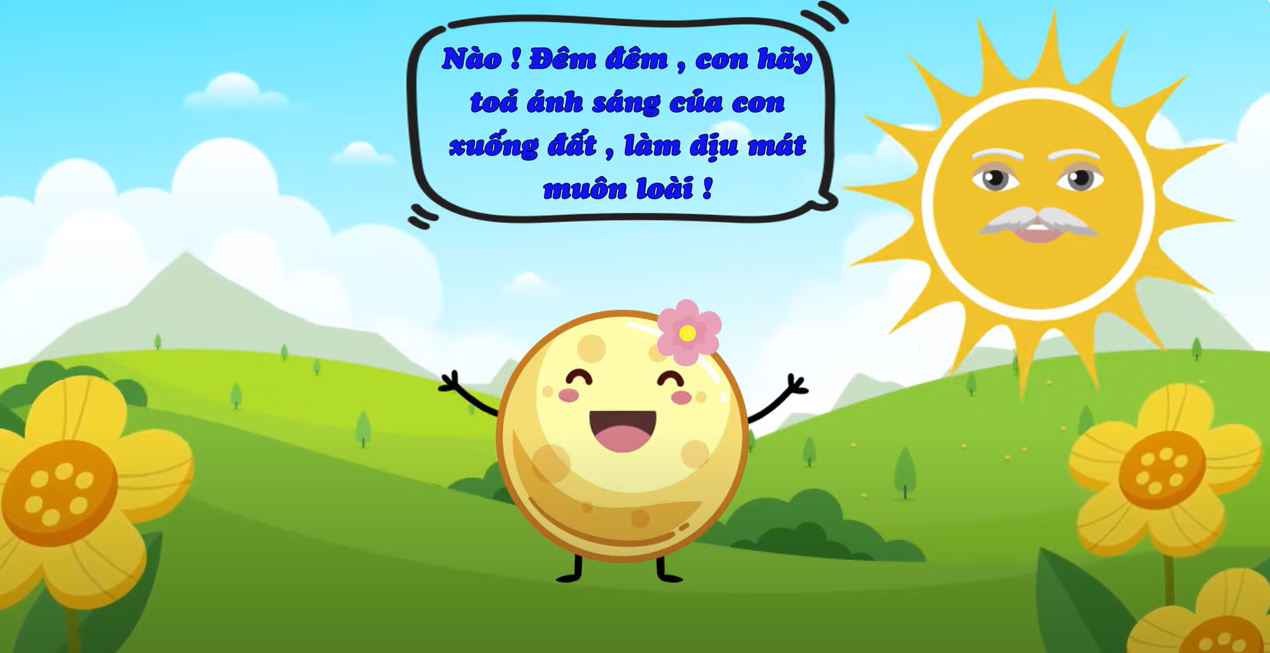 Nào ! Đêm đêm , con hãy
toả ánh sáng của con
xuống đất , làm dịu mát
muôn loài !